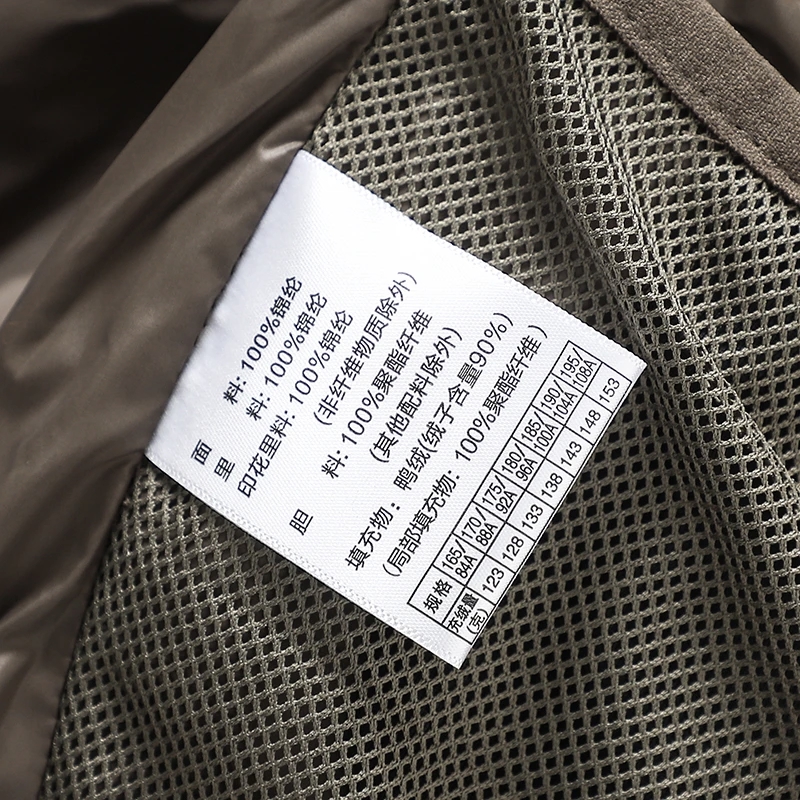 面 料: 100%锦纶
里 料: 100%锦纶
印花里料: 100%锦纶
(非纤维物质除外)
胆 料: 100%聚酯纤维
(其他配料除外)
填充物: 鸭绒(绒子含量90%)
(局部填充物: 100%聚酯纤维)
规格 165/84A 170/88A 175/92A 180/96A 185/100A 190/104A 195/108A
充绒量(克) 123 128 133 138 143 148 153